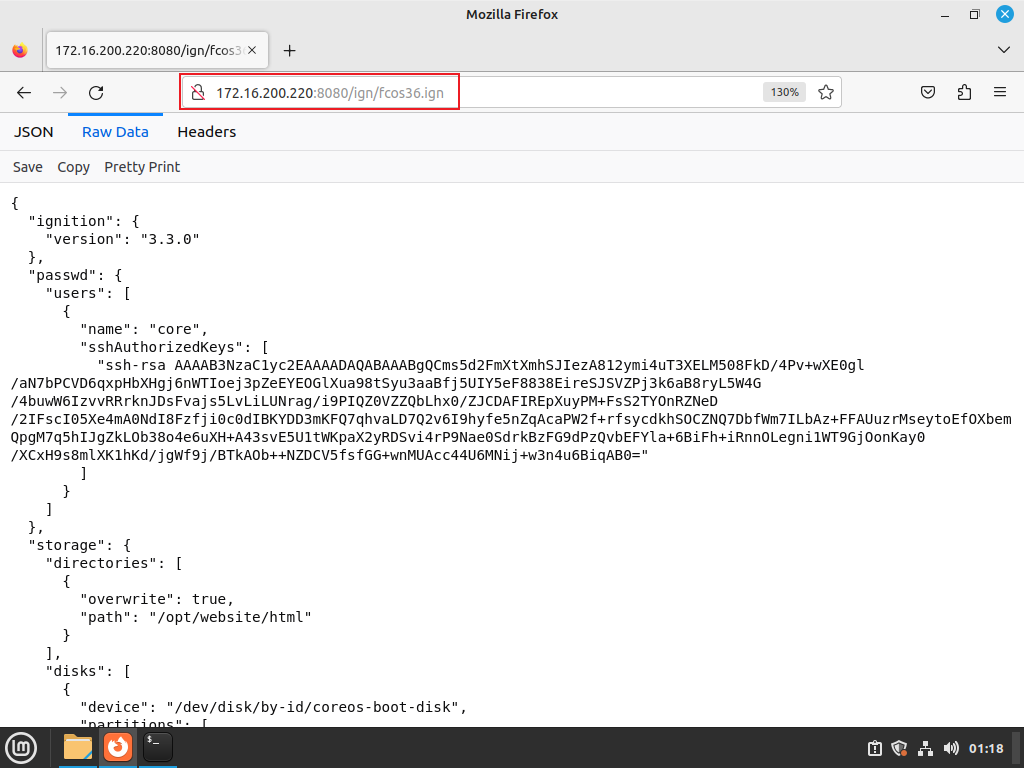 Mozilla Firefox
172.16.200.220:8080/ign/fcos3
172.16.200.220:8080/ign/fcos36.ign
130%
JSON
Raw Data
Headers
Save
Copy
Pretty Print
{
  "ignition": {
    "version": "3.3.0"
  },
  "passwd": {
    "users": [
      {
        "name": "core",
        "sshAuthorizedKeys": [
          "ssh-rsa AAAAB3NzaC1yc2EAAAADAQABAAABgQCms5d2FmXtXmhSJIezA812ymi4uT3XELM508FkD/4Pv+wXE0gl
/aN7bPCVD6qxpHbXHgj6nWTIoej3pZeEYEOGlXua98tSyu3aaBfj5UIY5eF8838EireSJSVZPj3k6aB8ryL5W4G
/4buwW6IzvvRRrknJDsFvajs5LvLiLUNrag/i9PIQZ0VZZQbLhx0/ZJCDAFIREpXuyPM+FsS2TYOnRZNeD
/2IFscI05Xe4mA0NdI8Fzfji0c0dIBKYDD3mKFQ7qhvaLD7Q2v6I9hyfe5nZqAcaPW2f+rfsycdkhSOCZNQ7DbfWm7ILbAz+FFAUuzrMseytoEfOXbem
QpgM7q5hIJgZkLOb38o4e6uXH+A43svE5U1tWKpaX2yRDSvi4rP9Nae0SdrkBzFG9dPzQvbEFYla+6BiFh+iRnnOLegni1WT9GjOonKay0
/XCxH9s8mlXK1hKd/jgWf9j/BTkAOb++NZDCV5fsfGG+wnMUAcc44U6MNij+w3n4u6BiqAB0="
        ]
      }
    ]
  },
  "storage": {
    "directories": [
      {
        "overwrite": true,
        "path": "/opt/website/html"
      }
    ],
    "disks": [
      {
        "device": "/dev/disk/by-id/coreos-boot-disk",
        "partitions": [
01:18